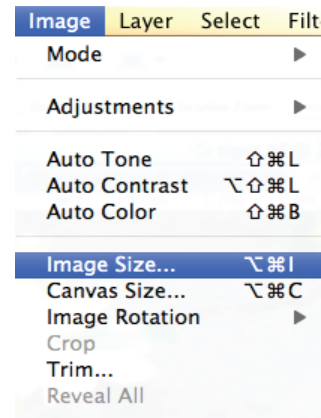 Image Layer Select Filt
Mode ▶
Adjustments ▶
Auto Tone ⇧⌘L
Auto Contrast ⌥⇧⌘L
Auto Color ⇧⌘B
Image Size... ⌥⌘I
Canvas Size... ⌥⌘C
Image Rotation ▶
Crop
Trim...
Reveal All